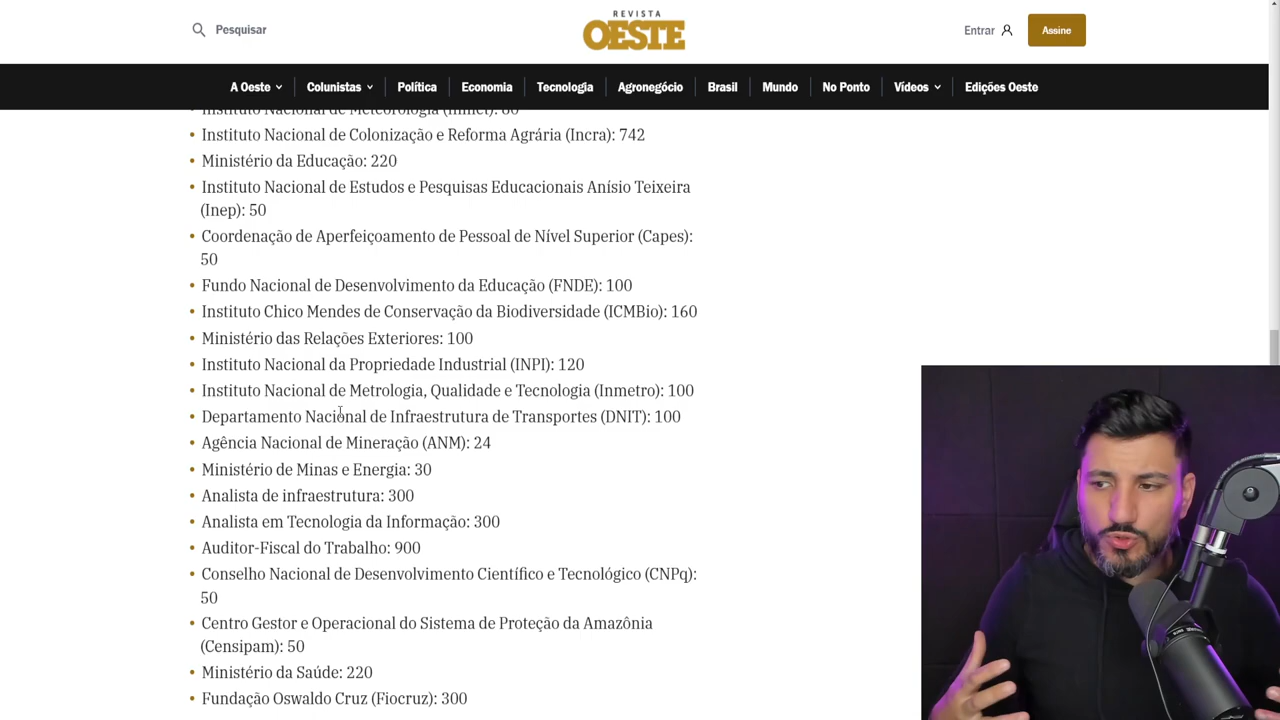 Pesquisar
REVISTA
OESTE
Entrar
Assine
A Oeste
Colunistas
Política
Economia
Tecnologia
Agronegócio
Brasil
Mundo
No Ponto
Vídeos
Edições Oeste
Instituto Nacional de Meteorologia (Inmet): 80
• Instituto Nacional de Colonização e Reforma Agrária (Incra): 742
• Ministério da Educação: 220
• Instituto Nacional de Estudos e Pesquisas Educacionais Anísio Teixeira
(Inep): 50
• Coordenação de Aperfeiçoamento de Pessoal de Nível Superior (Capes):
50
• Fundo Nacional de Desenvolvimento da Educação (FNDE): 100
• Instituto Chico Mendes de Conservação da Biodiversidade (ICMBio): 160
• Ministério das Relações Exteriores: 100
• Instituto Nacional da Propriedade Industrial (INPI): 120
• Instituto Nacional de Metrologia, Qualidade e Tecnologia (Inmetro): 100
• Departamento Nacional de Infraestrutura de Transportes (DNIT): 100
• Agência Nacional de Mineração (ANM): 24
• Ministério de Minas e Energia: 30
• Analista de infraestrutura: 300
• Analista em Tecnologia da Informação: 300
• Auditor-Fiscal do Trabalho: 900
• Conselho Nacional de Desenvolvimento Científico e Tecnológico (CNPq):
50
• Centro Gestor e Operacional do Sistema de Proteção da Amazônia
(Censipam): 50
• Ministério da Saúde: 220
• Fundação Oswaldo Cruz (Fiocruz): 300